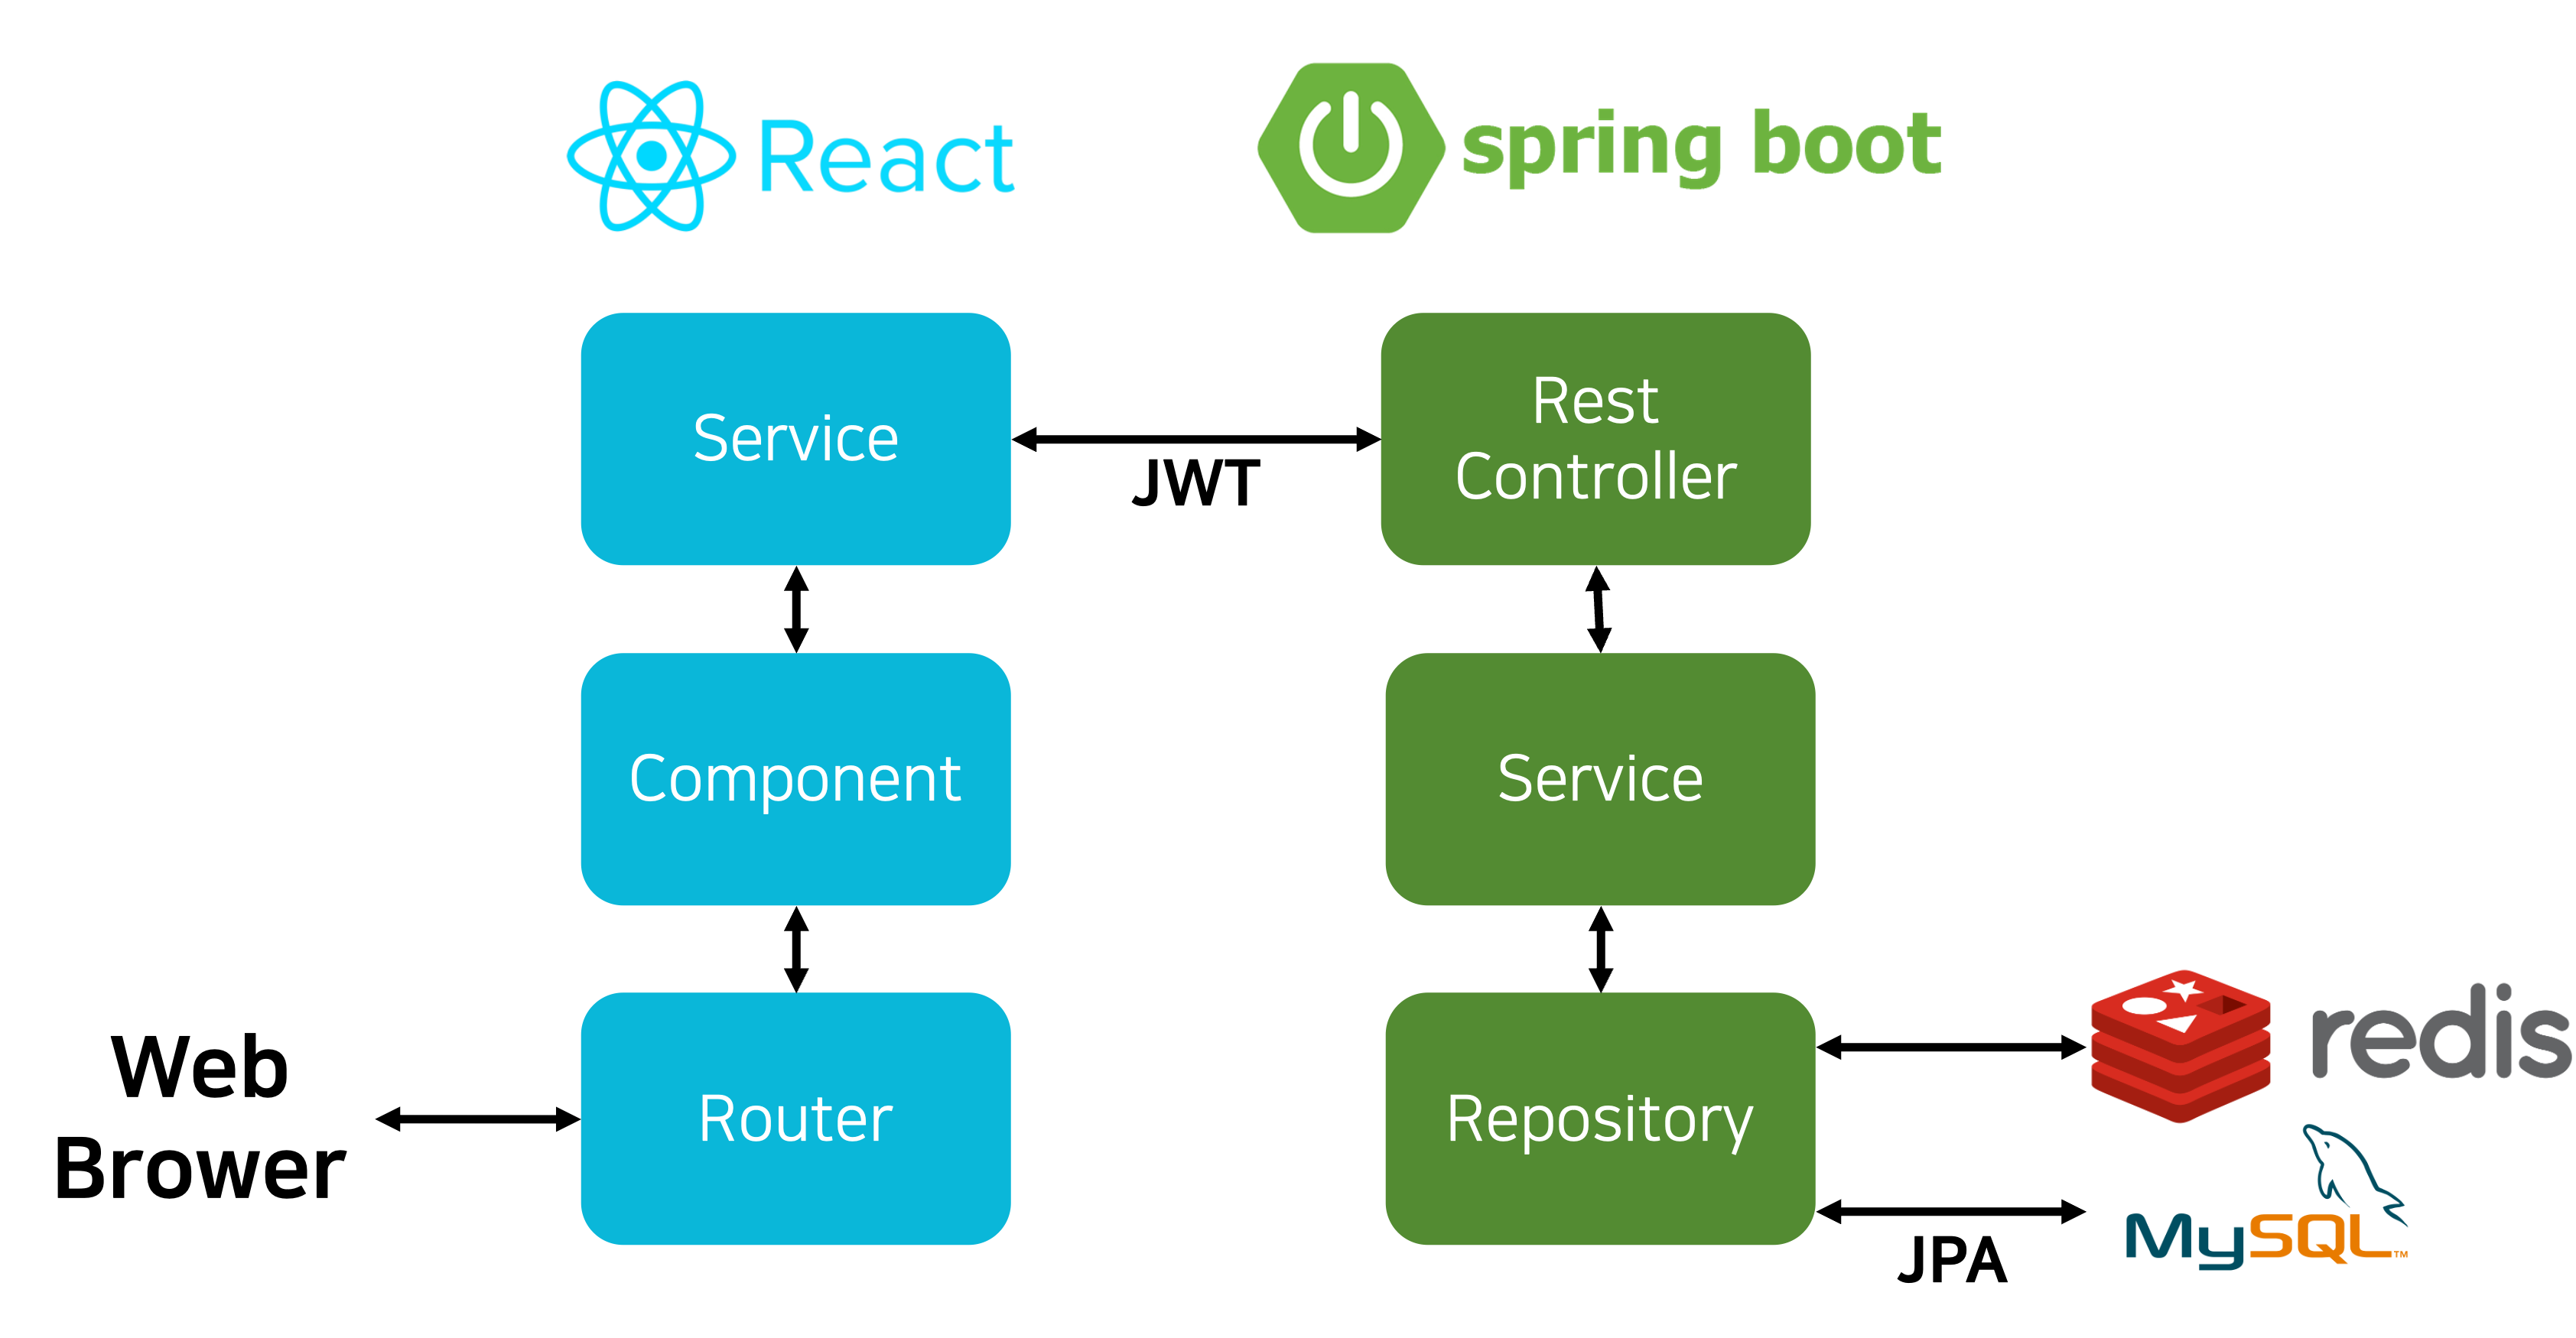 React
spring boot
Service
Rest
Controller
JWT
Component
Service
Web
Brower
Router
Repository
redis
MySQL™
JPA